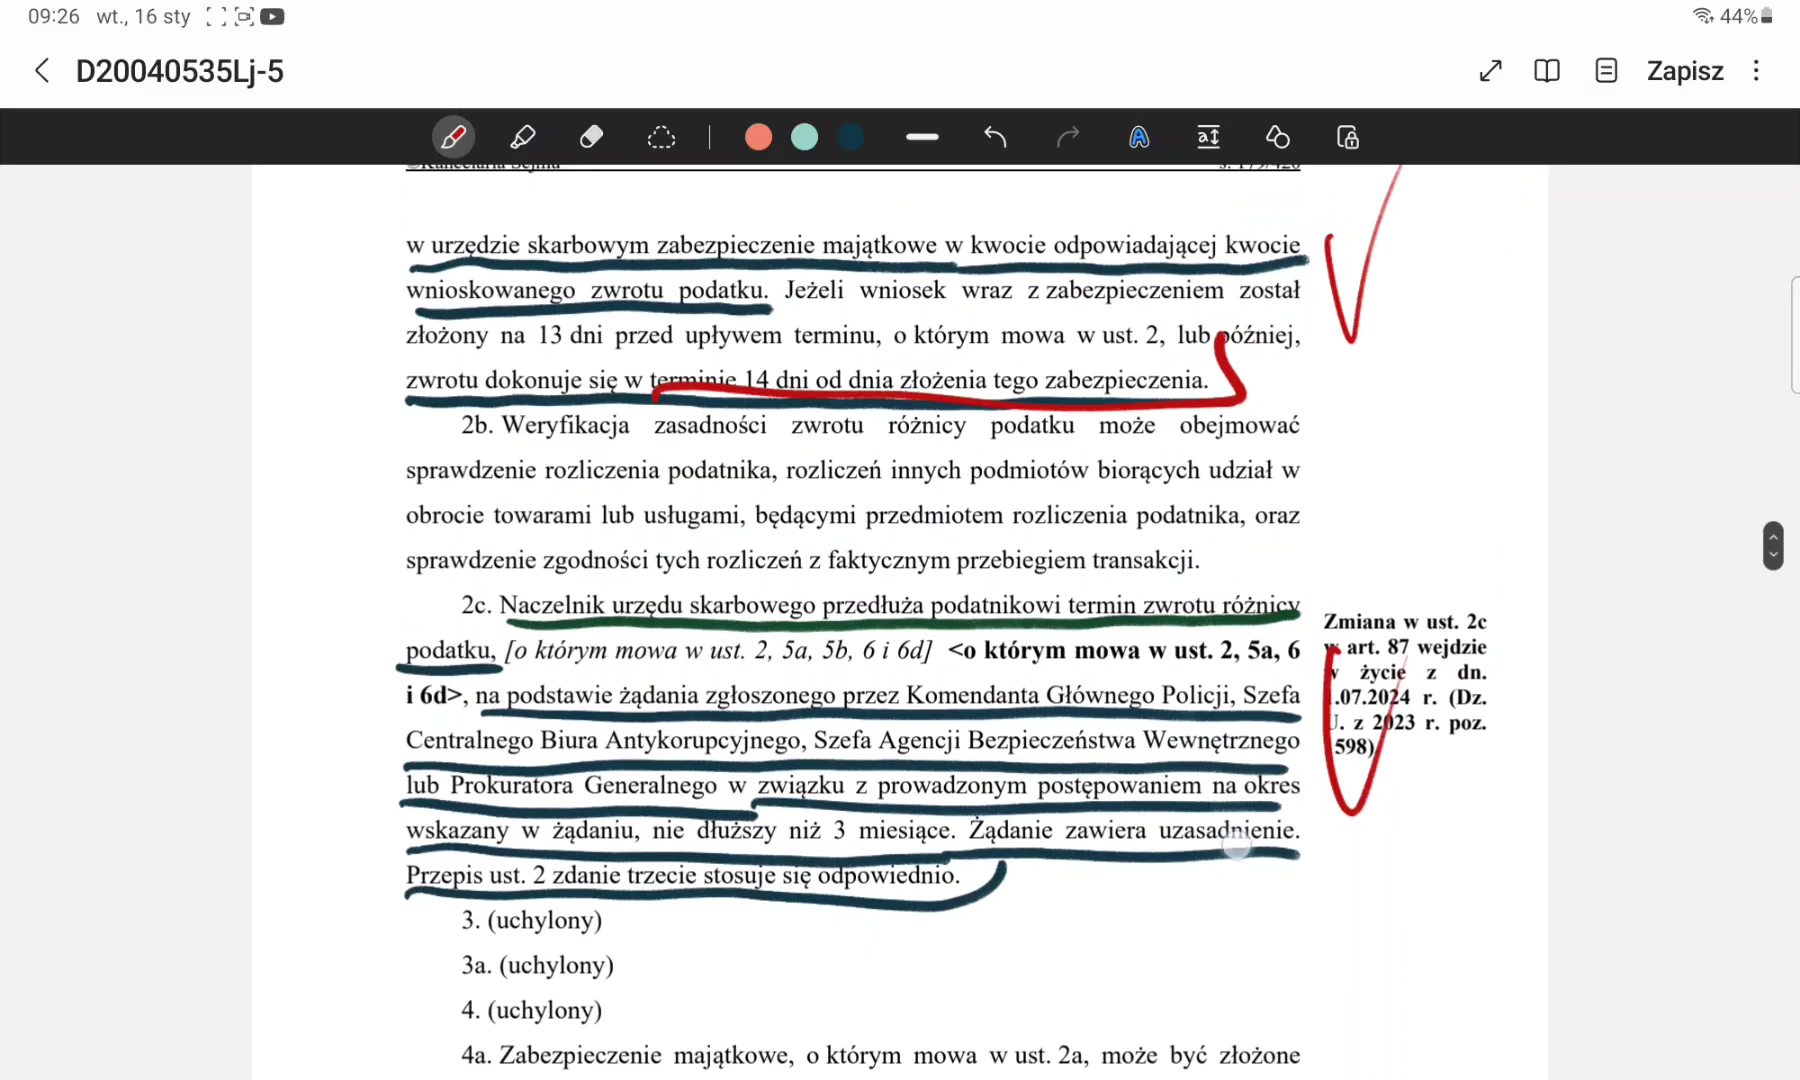 09:26 wt., 16 sty
44%
D20040535Lj-5
Zapisz
©Kancelaria Sejmu
w urzędzie skarbowym zabezpieczenie majątkowe w kwocie odpowiadającej kwocie
wnioskowanego zwrotu podatku. Jeżeli wniosek wraz z zabezpieczeniem został
złożony na 13 dni przed upływem terminu, o którym mowa w ust. 2, lub później,
zwrotu dokonuje się w terminie 14 dni od dnia złożenia tego zabezpieczenia.
2b. Weryfikacja zasadności zwrotu różnicy podatku może obejmować
sprawdzenie rozliczenia podatnika, rozliczeń innych podmiotów biorących udział w
obrocie towarami lub usługami, będącymi przedmiotem rozliczenia podatnika, oraz
sprawdzenie zgodności tych rozliczeń z faktycznym przebiegiem transakcji.
2c. Naczelnik urzędu skarbowego przedłuża podatnikowi termin zwrotu różnicy
podatku, [o którym mowa w ust. 2, 5a, 5b, 6 i 6d] <o którym mowa w ust. 2, 5a, 6
i 6d>, na podstawie żądania zgłoszonego przez Komendanta Głównego Policji, Szefa
Centralnego Biura Antykorupcyjnego, Szefa Agencji Bezpieczeństwa Wewnętrznego
lub Prokuratora Generalnego w związku z prowadzonym postępowaniem na okres
wskazany w żądaniu, nie dłuższy niż 3 miesiące. Żądanie zawiera uzasadnienie.
Przepis ust. 2 zdanie trzecie stosuje się odpowiednio.
Zmiana w ust. 2c
w art. 87 wejdzie
w życie z dn.
.07.2024 r. (Dz.
U. z 2023 r. poz.
598)
3. (uchylony)
3a. (uchylony)
4. (uchylony)
4a. Zabezpieczenie majątkowe, o którym mowa w ust. 2a, może być złożone